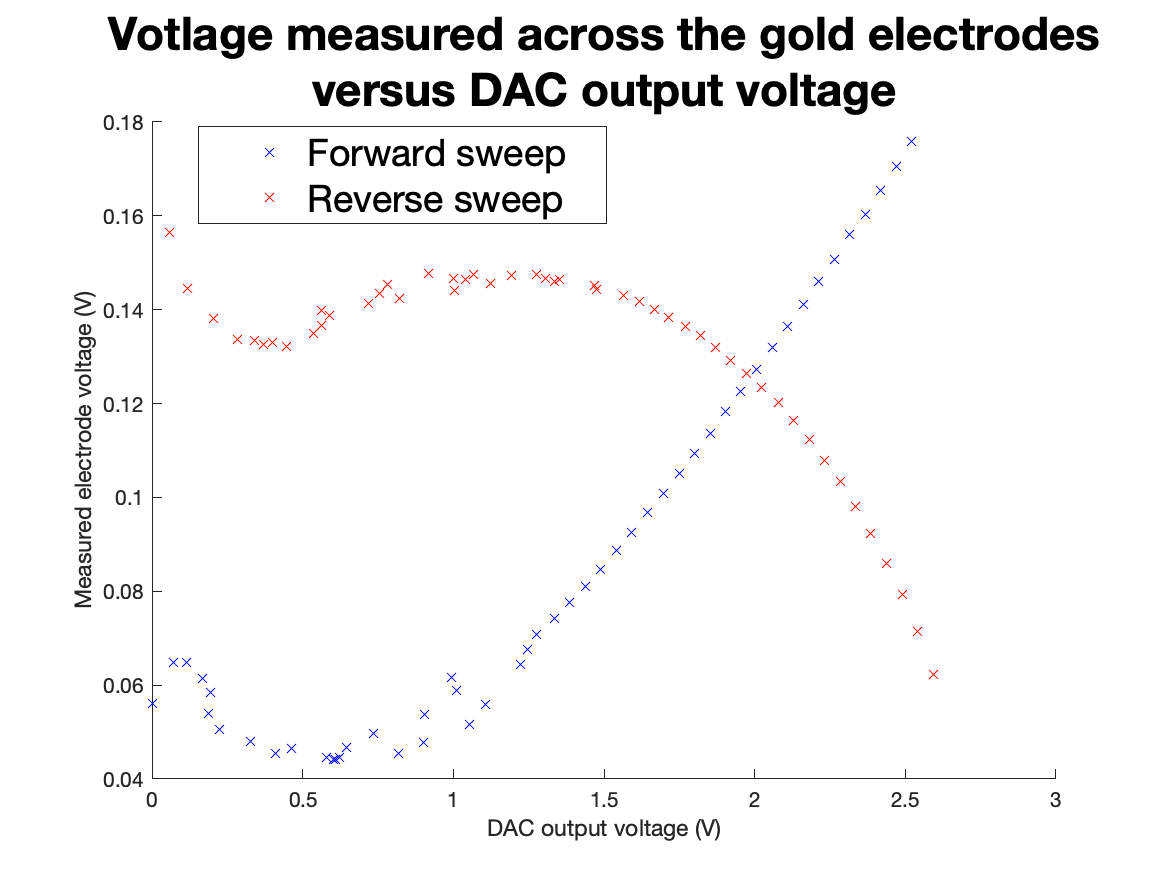 Votlage measured across the gold electrodes
versus DAC output voltage
0.18
Forward sweep
Reverse sweep
0.16
0.14
0.12
0.1
0.08
0.06
0.04
Measured electrode voltage (V)
0
0.5
1
1.5
2
2.5
3
DAC output voltage (V)